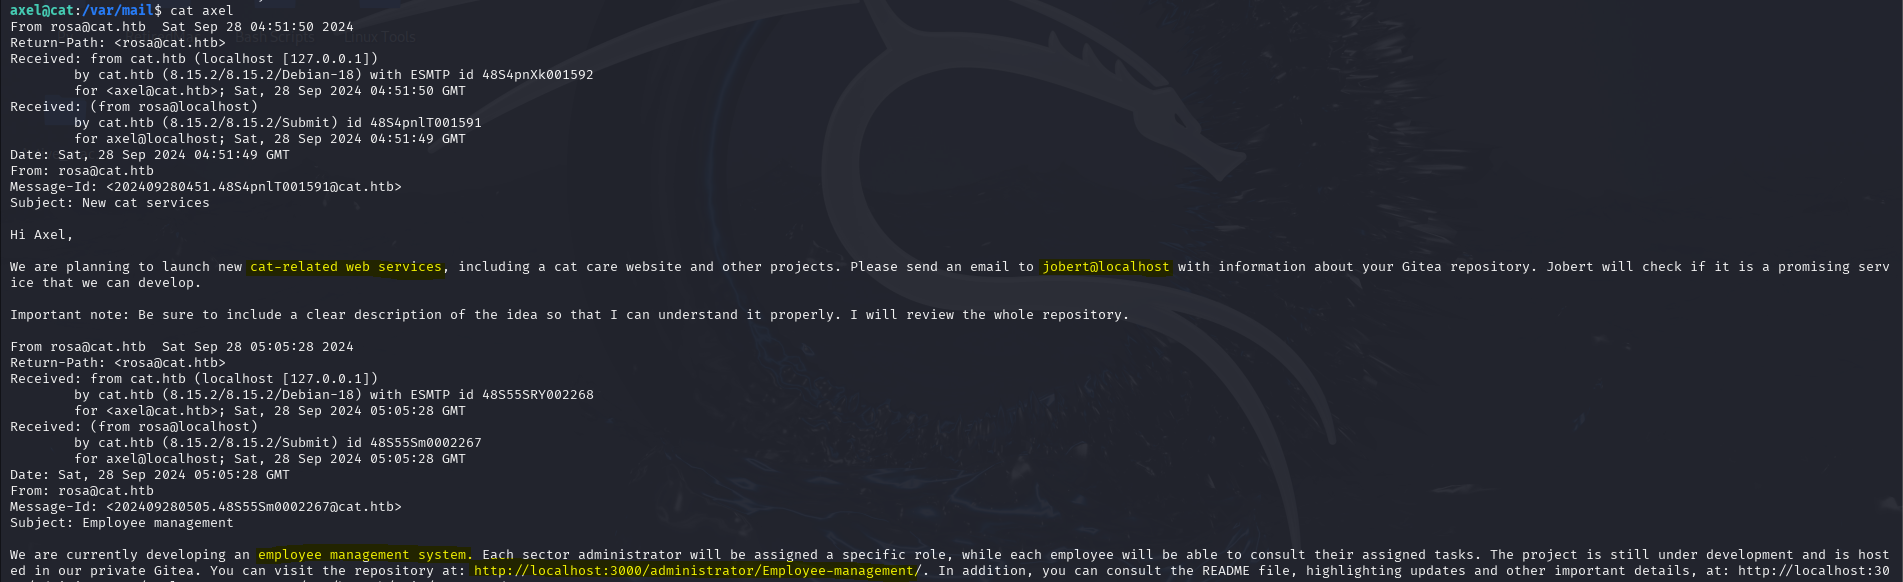 axel@cat:/var/mail$ cat axel
From rosa@cat.htb  Sat Sep 28 04:51:50 2024
Return-Path: <rosa@cat.htb>
Received: from cat.htb (localhost [127.0.0.1])
        by cat.htb (8.15.2/8.15.2/Debian-18) with ESMTP id 48S4pnXk001592
        for <axel@cat.htb>; Sat, 28 Sep 2024 04:51:50 GMT
Received: (from rosa@localhost)
        by cat.htb (8.15.2/8.15.2/Submit) id 48S4pnlT001591
        for axel@localhost; Sat, 28 Sep 2024 04:51:49 GMT
Date: Sat, 28 Sep 2024 04:51:49 GMT
From: rosa@cat.htb
Message-Id: <202409280451.48S4pnlT001591@cat.htb>
Subject: New cat services

Hi Axel,

We are planning to launch new cat-related web services, including a cat care website and other projects. Please send an email to jobert@localhost with information about your Gitea repository. Jobert will check if it is a promising serv
ice that we can develop.

Important note: Be sure to include a clear description of the idea so that I can understand it properly. I will review the whole repository.

From rosa@cat.htb  Sat Sep 28 05:05:28 2024
Return-Path: <rosa@cat.htb>
Received: from cat.htb (localhost [127.0.0.1])
        by cat.htb (8.15.2/8.15.2/Debian-18) with ESMTP id 48S55SRY002268
        for <axel@cat.htb>; Sat, 28 Sep 2024 05:05:28 GMT
Received: (from rosa@localhost)
        by cat.htb (8.15.2/8.15.2/Submit) id 48S55Sm0002267
        for axel@localhost; Sat, 28 Sep 2024 05:05:28 GMT
Date: Sat, 28 Sep 2024 05:05:28 GMT
From: rosa@cat.htb
Message-Id: <202409280505.48S55Sm0002267@cat.htb>
Subject: Employee management

We are currently developing an employee management system. Each sector administrator will be assigned a specific role, while each employee will be able to consult their assigned tasks. The project is still under development and is host
ed in our private Gitea. You can visit the repository at: http://localhost:3000/administrator/Employee-management/. In addition, you can consult the README file, highlighting updates and other important details, at: http://localhost:30